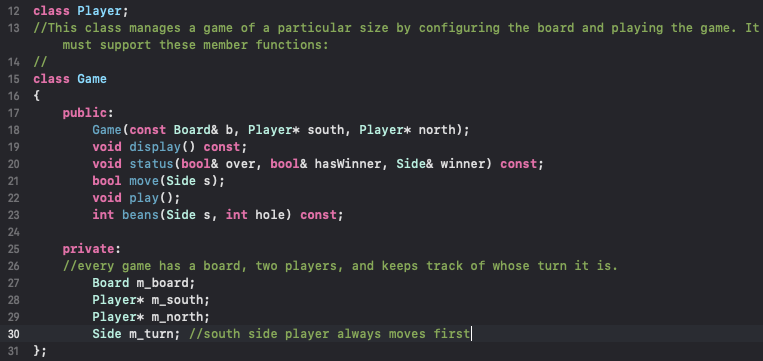 12 class Player;
13 //This class manages a game of a particular size by configuring the board and playing the game. It
must support these member functions:
14 //
15 class Game
16 {
17     public:
18         Game(const Board& b, Player* south, Player* north);
19         void display() const;
20         void status(bool& over, bool& hasWinner, Side& winner) const;
21         bool move(Side s);
22         void play();
23         int beans(Side s, int hole) const;
24
25     private:
26     //every game has a board, two players, and keeps track of whose turn it is.
27         Board m_board;
28         Player* m_south;
29         Player* m_north;
30         Side m_turn; //south side player always moves first
31 };